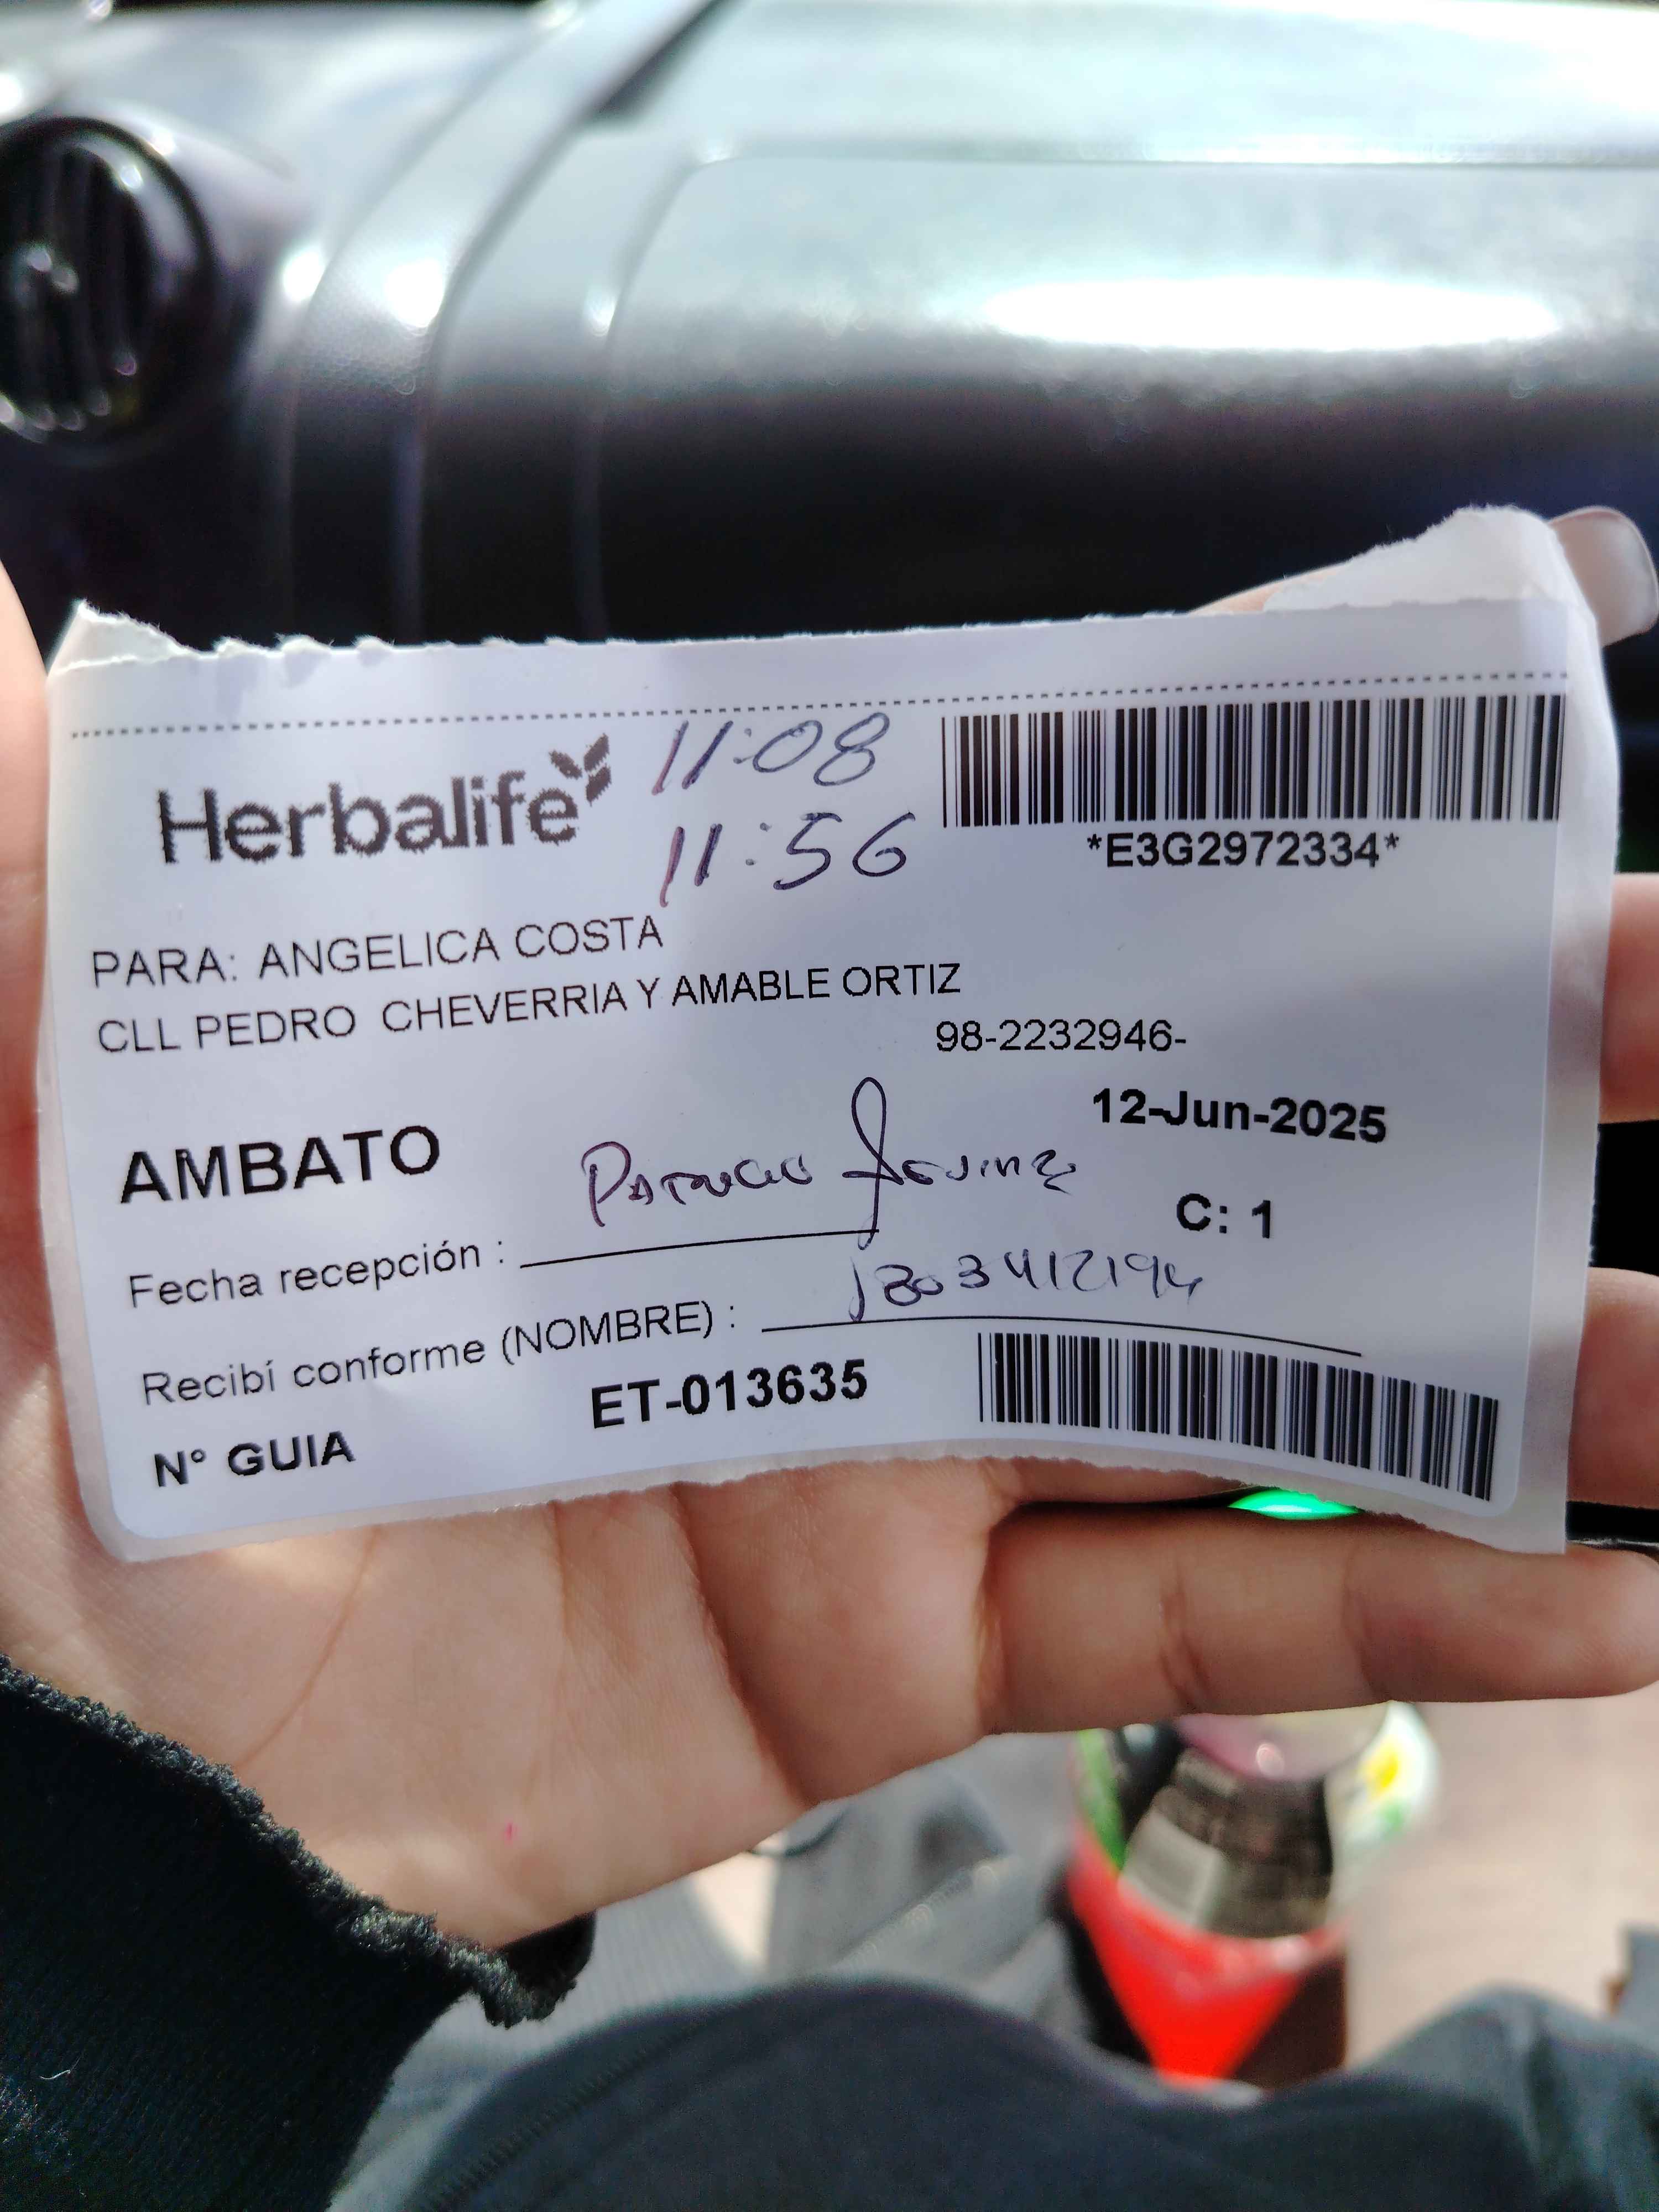 Herbalife
11:08
11:56
*E3G2972334*
PARA: ANGELICA COSTA
CLL PEDRO CHEVERRIA Y AMABLE ORTIZ
98-2232946-
12-Jun-2025
AMBATO
C: 1
Fecha recepción :
1803412194
Recibí conforme (NOMBRE) :
ET-013635
N° GUIA